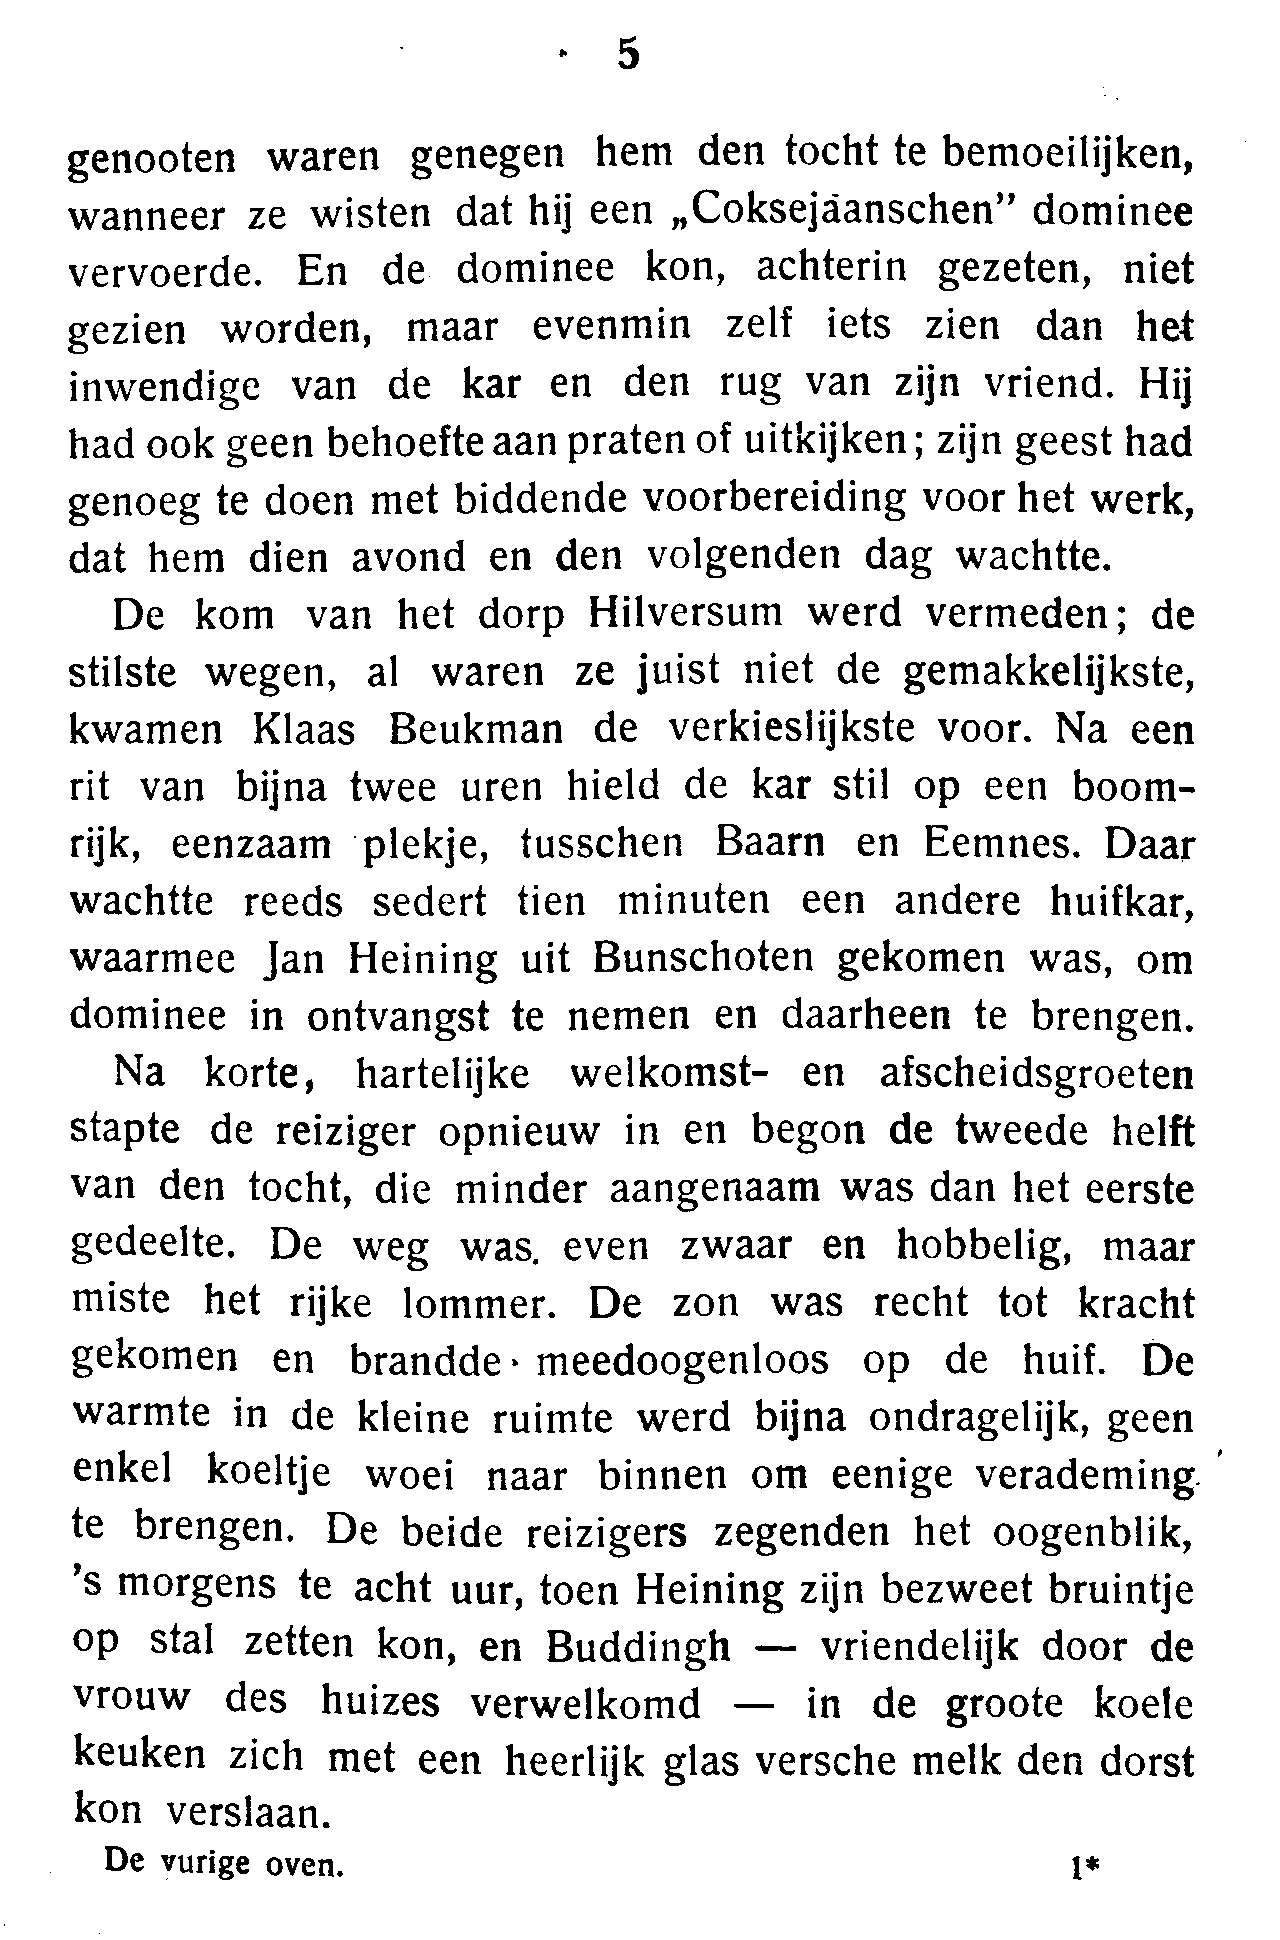 5
genooten waren genegen hem den tocht te bemoeilijken,
wanneer ze wisten dat hij een „Coksejäanschen” dominee
vervoerde. En de dominee kon, achterin gezeten, niet
gezien worden, maar evenmin zelf iets zien dan het
inwendige van de kar en den rug van zijn vriend. Hij
had ook geen behoefte aan praten of uitkijken; zijn geest had
genoeg te doen met biddende voorbereiding voor het werk,
dat hem dien avond en den volgenden dag wachtte.
De kom van het dorp Hilversum werd vermeden; de
stilste wegen, al waren ze juist niet de gemakkelijkste,
kwamen Klaas Beukman de verkieslijkste voor. Na een
rit van bijna twee uren hield de kar stil op een boom-
rijk, eenzaam plekje, tusschen Baarn en Eemnes. Daar
wachtte reeds sedert tien minuten een andere huifkar,
waarmee Jan Heining uit Bunschoten gekomen was, om
dominee in ontvangst te nemen en daarheen te brengen.
Na korte, hartelijke welkomst- en afscheidsgroeten
stapte de reiziger opnieuw in en begon de tweede helft
van den tocht, die minder aangenaam was dan het eerste
gedeelte. De weg was. even zwaar en hobbelig, maar
miste het rijke lommer. De zon was recht tot kracht
gekomen en brandde meedoogenloos op de huif. De
warmte in de kleine ruimte werd bijna ondragelijk, geen
enkel koeltje woei naar binnen om eenige verademing
te brengen. De beide reizigers zegenden het oogenblik,
's morgens te acht uur, toen Heining zijn bezweet bruintje
op stal zetten kon, en Buddingh — vriendelijk door de
vrouw des huizes verwelkomd — in de groote koele
keuken zich met een heerlijk glas versche melk den dorst
kon verslaan.
De vurige oven. 1*